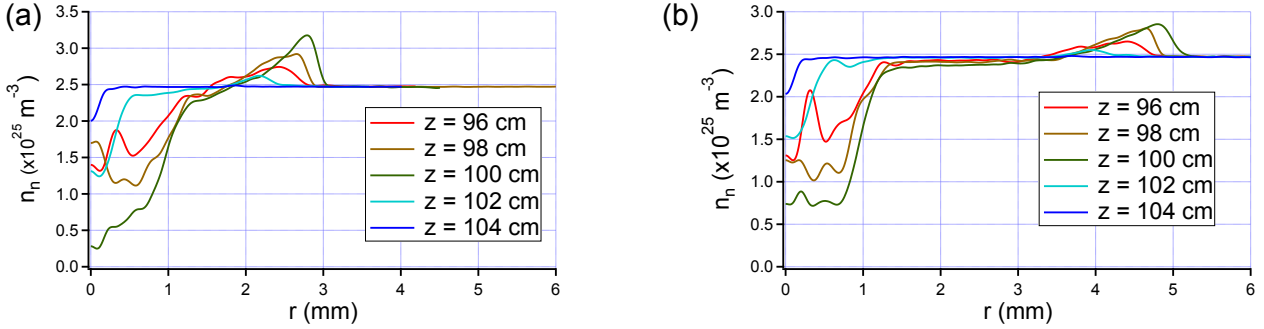 (a)
n_n (x10^25 m^-3)
3.5
3.0
2.5
2.0
1.5
1.0
0.5
0.0
z = 96 cm
z = 98 cm
z = 100 cm
z = 102 cm
z = 104 cm
0 1 2 3 4 5 6
r (mm)
(b)
n_n (x10^25 m^-3)
3.0
2.5
2.0
1.5
1.0
0.5
0.0
z = 96 cm
z = 98 cm
z = 100 cm
z = 102 cm
z = 104 cm
0 1 2 3 4 5 6
r (mm)